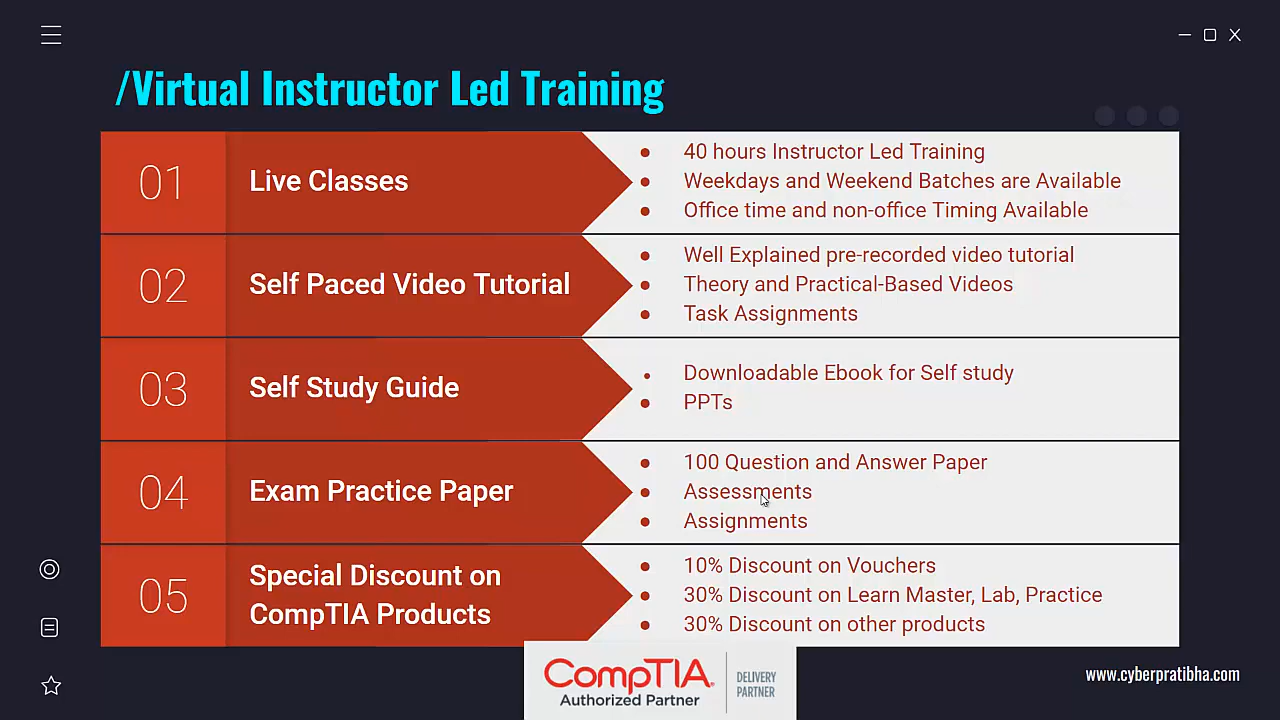 /Virtual Instructor Led Training
01
Live Classes
40 hours Instructor Led Training
Weekdays and Weekend Batches are Available
Office time and non-office Timing Available
02
Self Paced Video Tutorial
Well Explained pre-recorded video tutorial
Theory and Practical-Based Videos
Task Assignments
03
Self Study Guide
Downloadable Ebook for Self study
PPTs
04
Exam Practice Paper
100 Question and Answer Paper
Assessments
Assignments
05
Special Discount on
CompTIA Products
10% Discount on Vouchers
30% Discount on Learn Master, Lab, Practice
30% Discount on other products
CompTIA.
Authorized Partner
DELIVERY
PARTNER
www.cyberpratibha.com